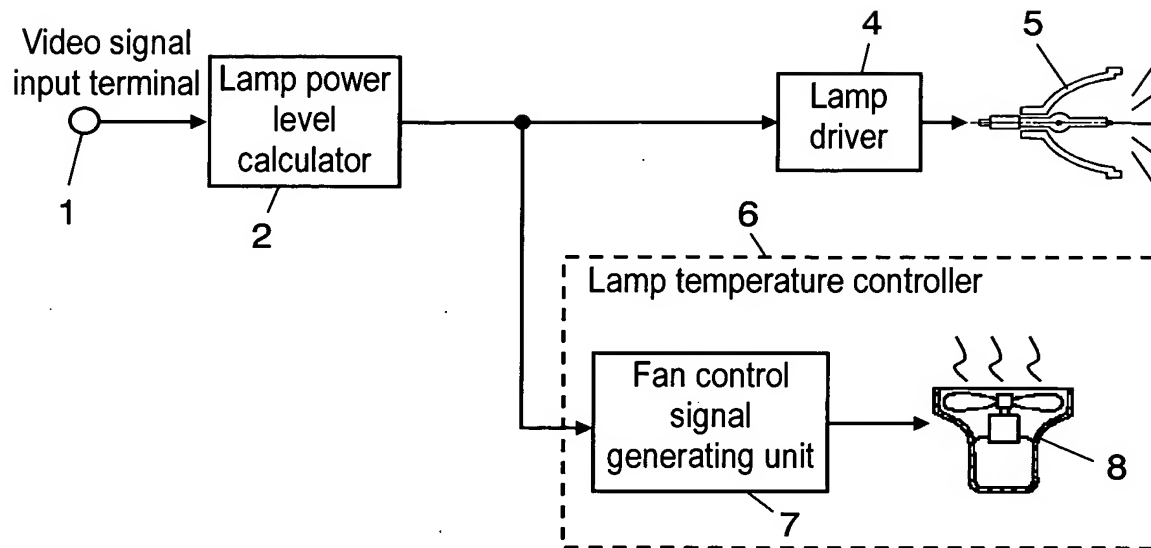 Video signal
input terminal
1
Lamp power
level
calculator
2
4
Lamp
driver
5
6
Lamp temperature controller
Fan control
signal
generating unit
7
8